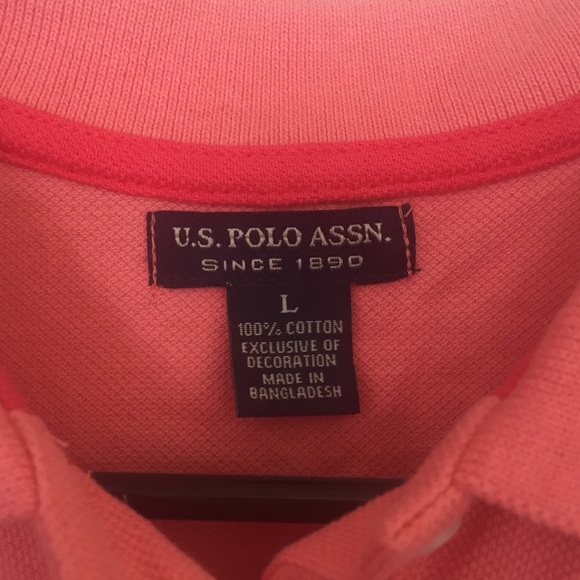 U.S. POLO ASSN.
SINCE 1890
L
100% COTTON
EXCLUSIVE OF
DECORATION
MADE IN
BANGLADESH